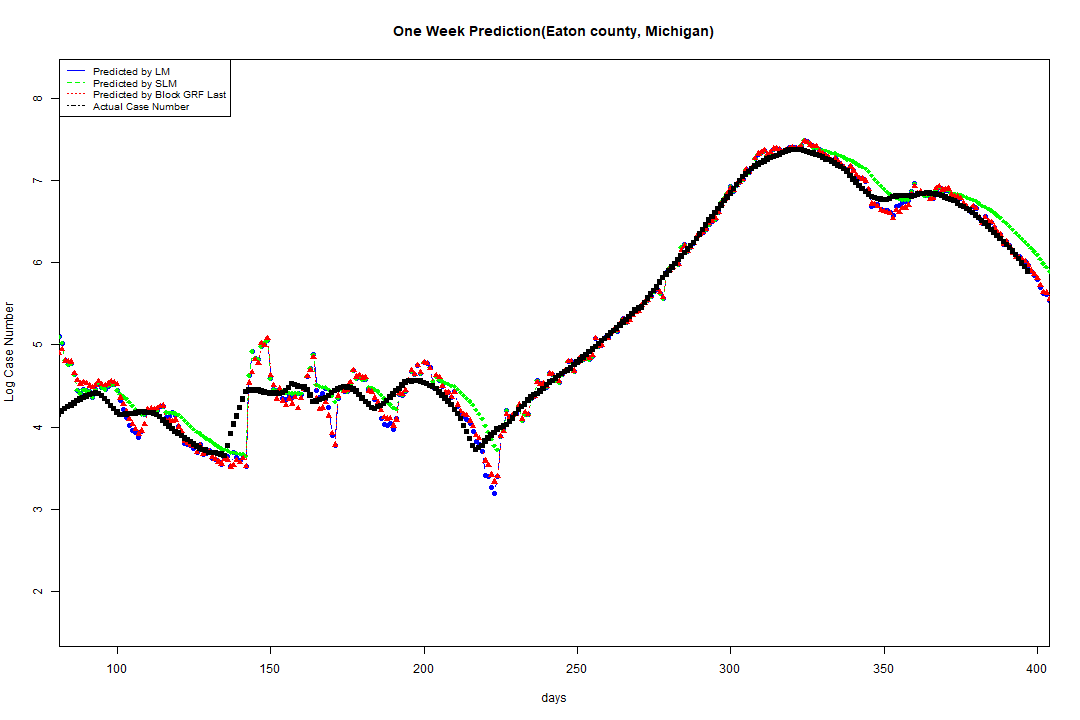 One Week Prediction(Eaton county, Michigan)
Predicted by LM
Predicted by SLM
Predicted by Block GRF Last
Actual Case Number
Log Case Number
8
7
6
5
4
3
2
100 150 200 250 300 350 400
days